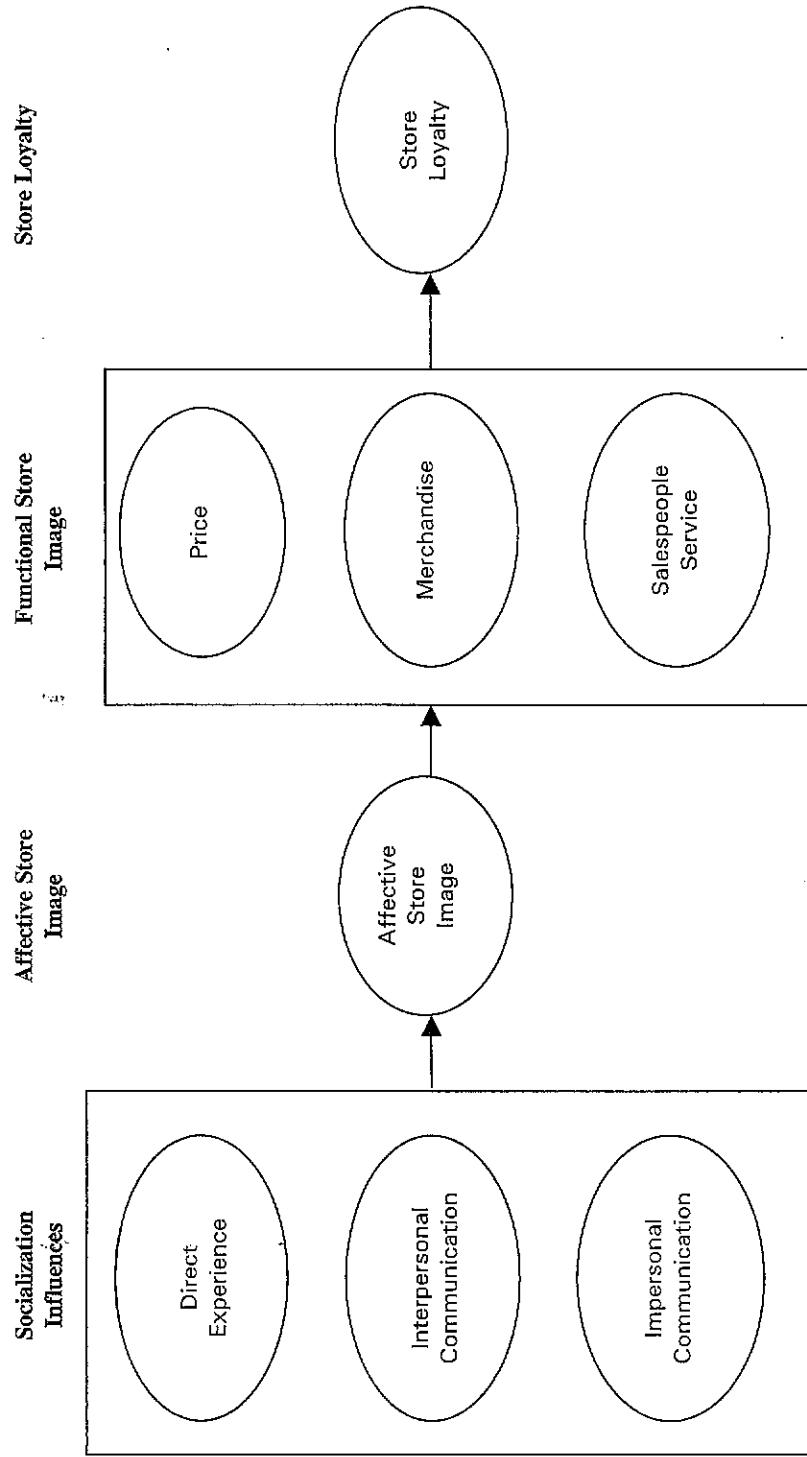 Socialization
Influences
Direct
Experience
Interpersonal
Communication
Impersonal
Communication
Affective Store
Image
Affective
Store
Image
Functional Store
Image
Price
Merchandise
Salespeople
Service
Store Loyalty
Store
Loyalty